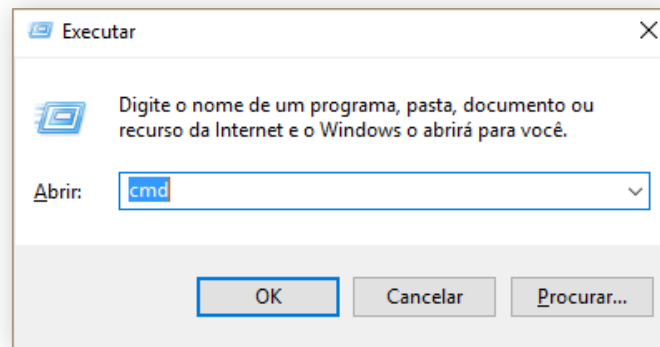 Executar
Digite o nome de um programa, pasta, documento ou
recurso da Internet e o Windows o abrirá para você.
Abrir: cmd
OK Cancelar Procurar...